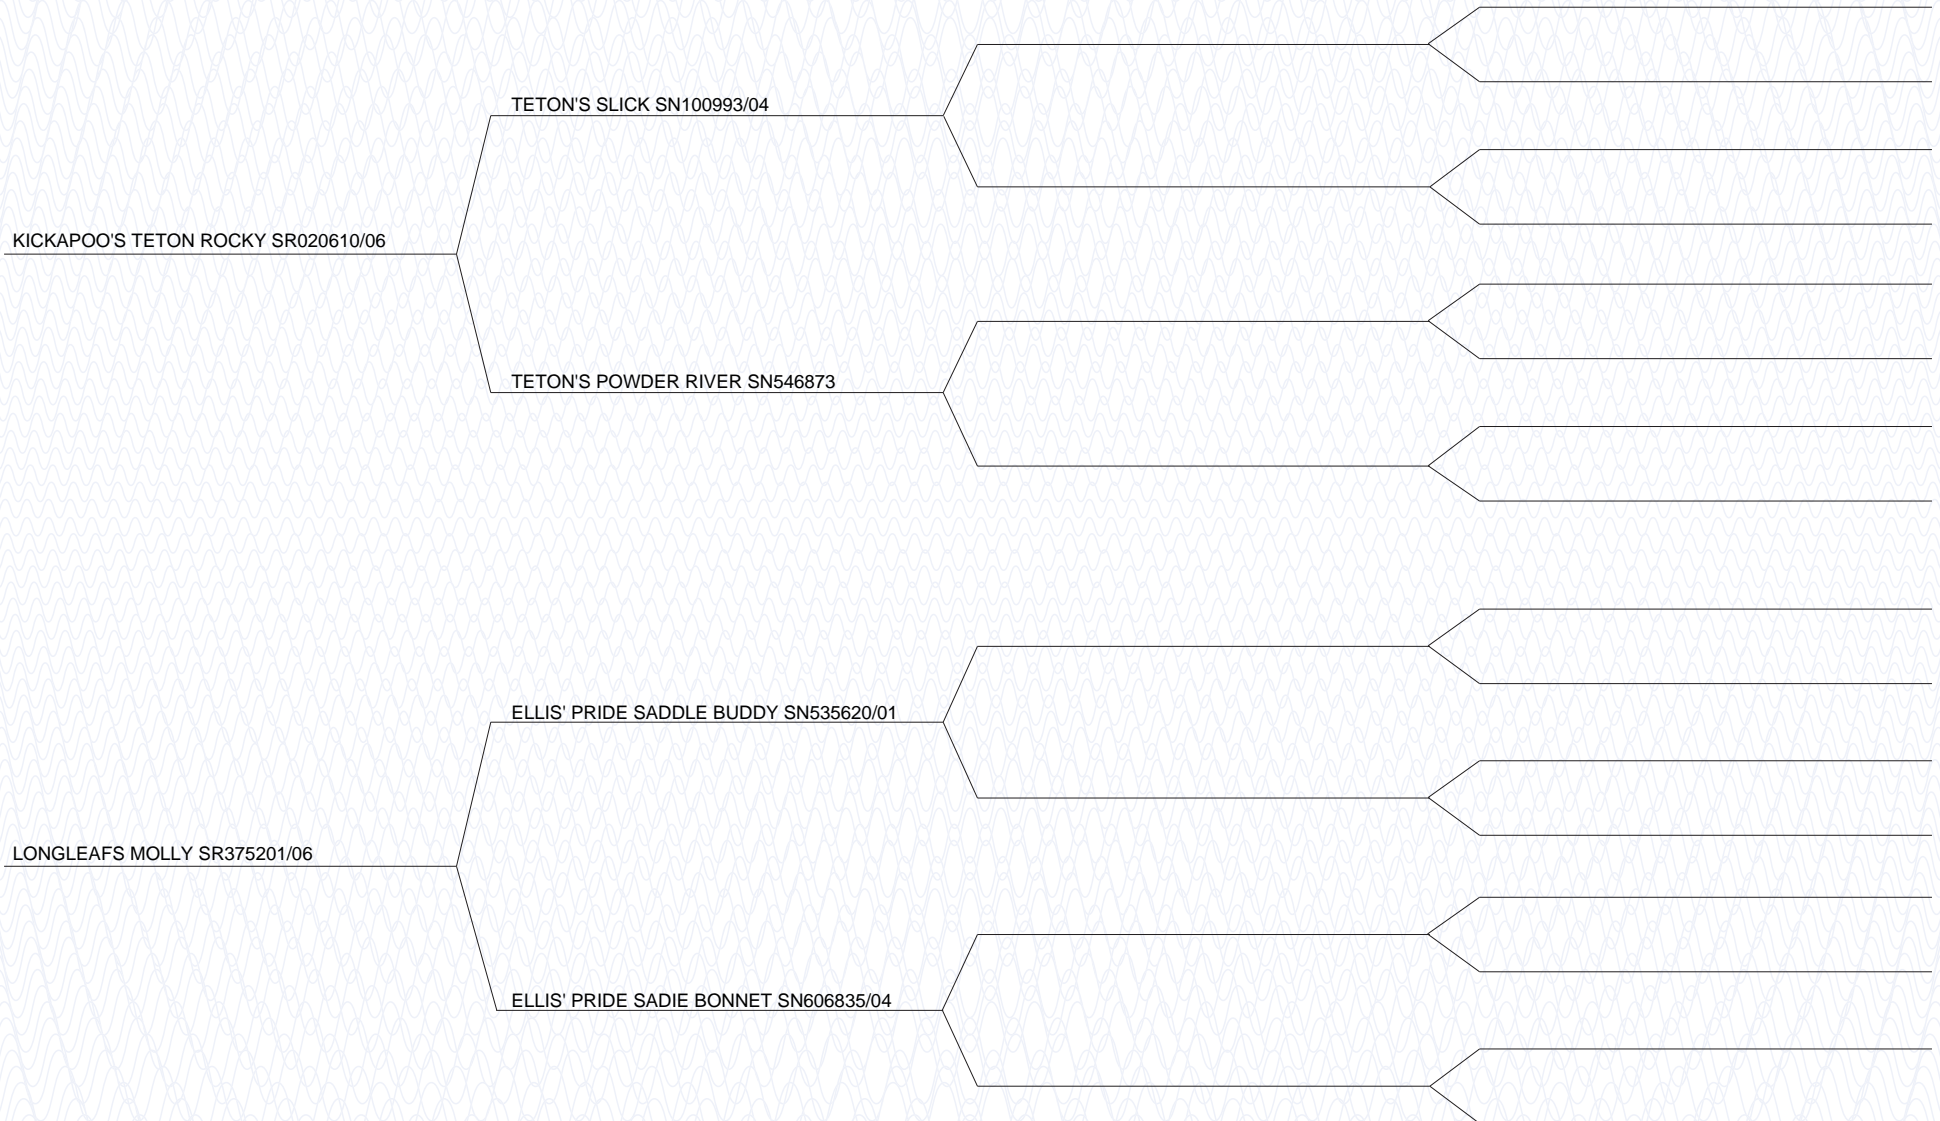 TETON'S SLICK SN100993/04
KICKAPOO'S TETON ROCKY SR020610/06
TETON'S POWDER RIVER SN546873
ELLIS' PRIDE SADDLE BUDDY SN535620/01
LONGLEAFS MOLLY SR375201/06
ELLIS' PRIDE SADIE BONNET SN606835/04